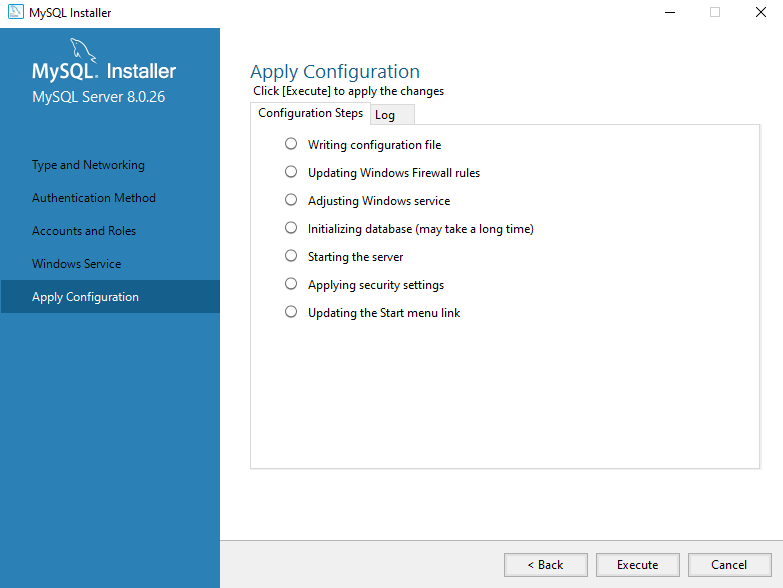 MySQL Installer
MySQL. Installer
MySQL Server 8.0.26
Type and Networking
Authentication Method
Accounts and Roles
Windows Service
Apply Configuration
Apply Configuration
Click [Execute] to apply the changes
Configuration Steps Log
Writing configuration file
Updating Windows Firewall rules
Adjusting Windows service
Initializing database (may take a long time)
Starting the server
Applying security settings
Updating the Start menu link
< Back Execute Cancel